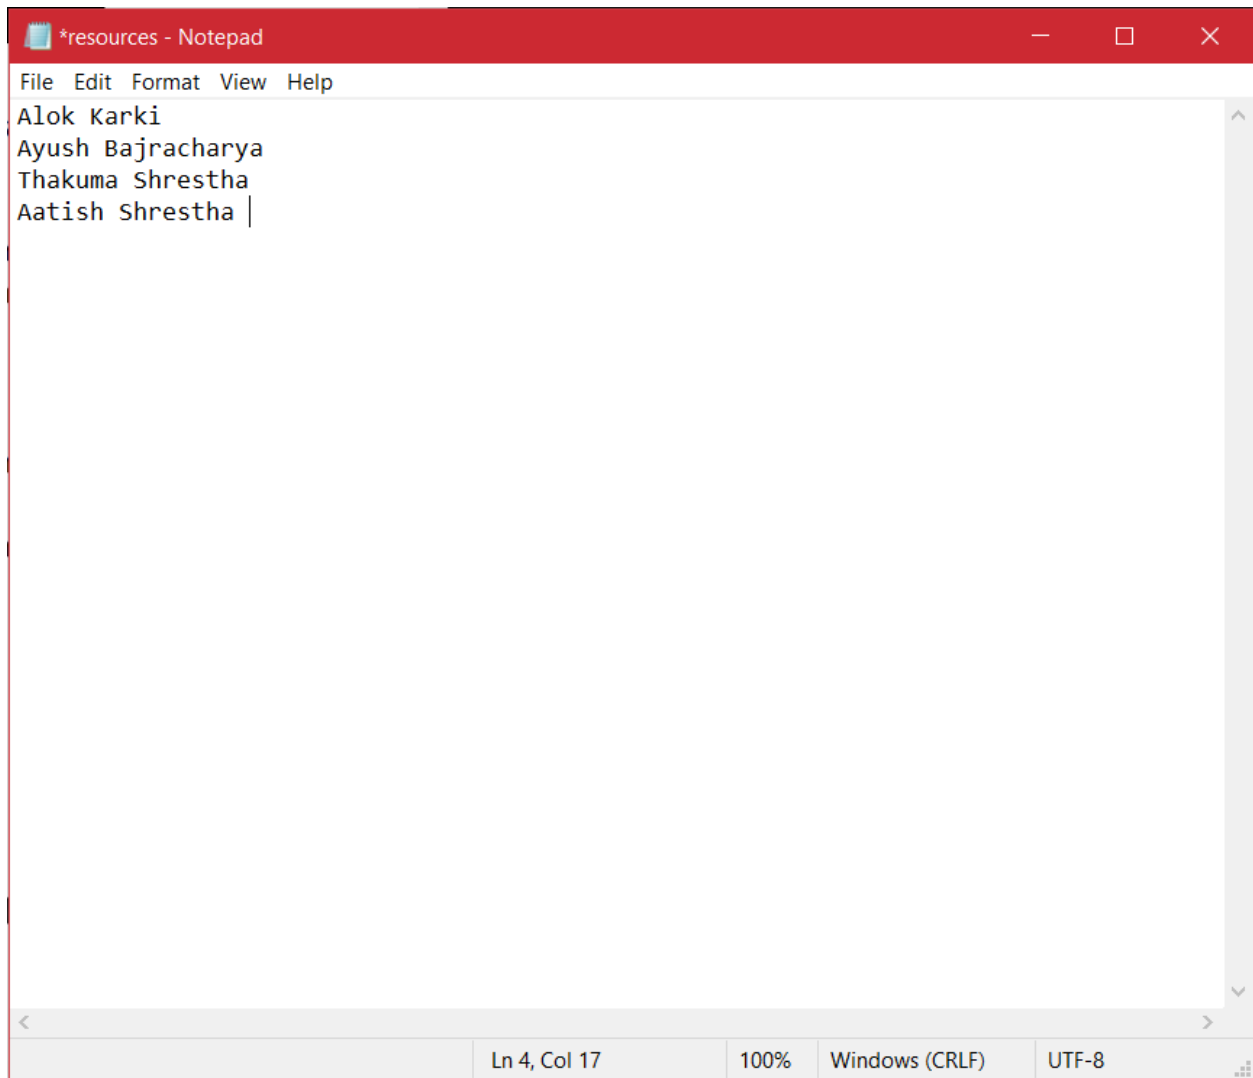 *resources - Notepad
File Edit Format View Help
Alok Karki
Ayush Bajracharya
Thakuma Shrestha
Aatish Shrestha
Ln 4, Col 17 100% Windows (CRLF) UTF-8